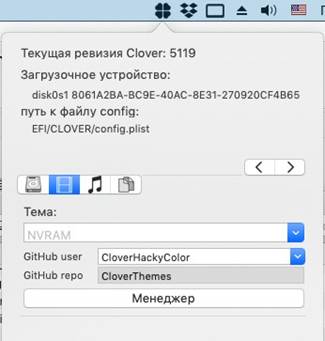 Текущая ревизия Clover: 5119
Загрузочное устройство:
disk0s1 8061A2BA-BC9E-40AC-8E31-270920CF4B65
путь к файлу config:
EFI/CLOVER/config.plist
Тема:
NVRAM
GitHub user
CloverHackyColor
GitHub repo
CloverThemes
Менеджер